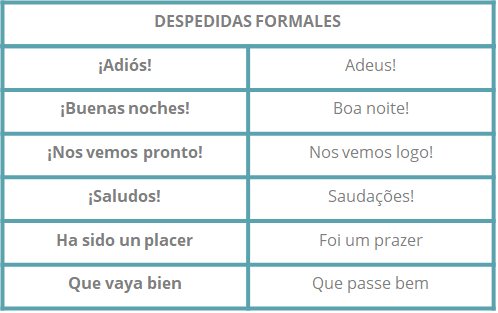 DESPEDIDAS FORMALES
¡Adiós! Adeus!
¡Buenas noches! Boa noite!
¡Nos vemos pronto! Nos vemos logo!
¡Saludos! Saudações!
Ha sido un placer Foi um prazer
Que vaya bien Que passe bem